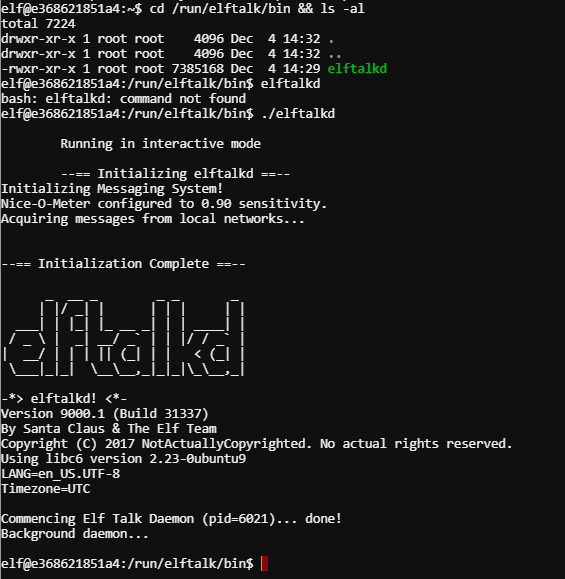 elf@e368621851a4:~$ cd /run/elftalk/bin && ls -al
total 7224
drwxr-xr-x 1 root root    4096 Dec  4 14:32 .
drwxr-xr-x 1 root root    4096 Dec  4 14:32 ..
-rwxr-xr-x 1 root root 7385168 Dec  4 14:29 elftalkd
elf@e368621851a4:/run/elftalk/bin$ elftalkd
bash: elftalkd: command not found
elf@e368621851a4:/run/elftalk/bin$ ./elftalkd
Running in interactive mode
--== Initializing elftalkd ==--
Initializing Messaging System!
Nice-O-Meter configured to 0.90 sensitivity.
Acquiring messages from local networks...
--== Initialization Complete ==--
elftalkd
-*> elftalkd! <*-
Version 9000.1 (Build 31337)
By Santa Claus & The Elf Team
Copyright (C) 2017 NotActuallyCopyrighted. No actual rights reserved.
Using libc6 version 2.23-0ubuntu9
LANG=en_US.UTF-8
Timezone=UTC
Commencing Elf Talk Daemon (pid=6021)... done!
Background daemon...
elf@e368621851a4:/run/elftalk/bin$